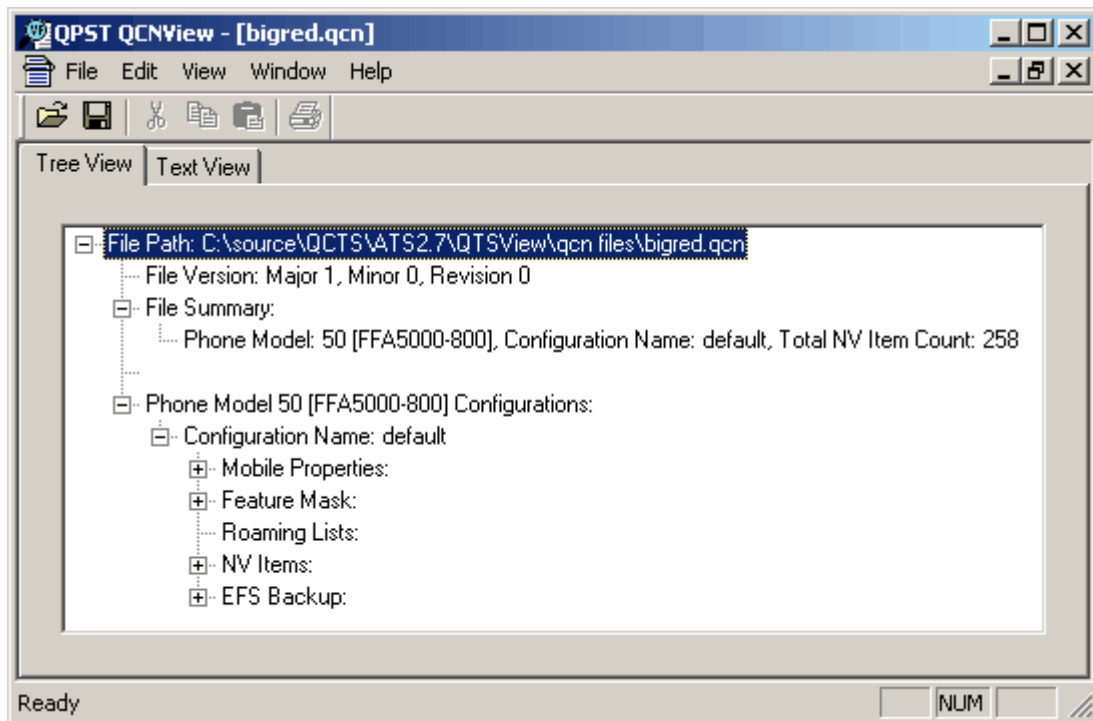 QPST QCNView - [bigred.qcn]
File Edit View Window Help
Tree View Text View
File Path: C:\source\QCTS\ATS2.7\QTSView\qcn files\bigred.qcn
File Version: Major 1, Minor 0, Revision 0
File Summary:
Phone Model: 50 [FFA5000-800], Configuration Name: default, Total NV Item Count: 258
Phone Model 50 [FFA5000-800] Configurations:
Configuration Name: default
Mobile Properties:
Feature Mask:
Roaming Lists:
NV Items:
EFS Backup:
Ready NUM